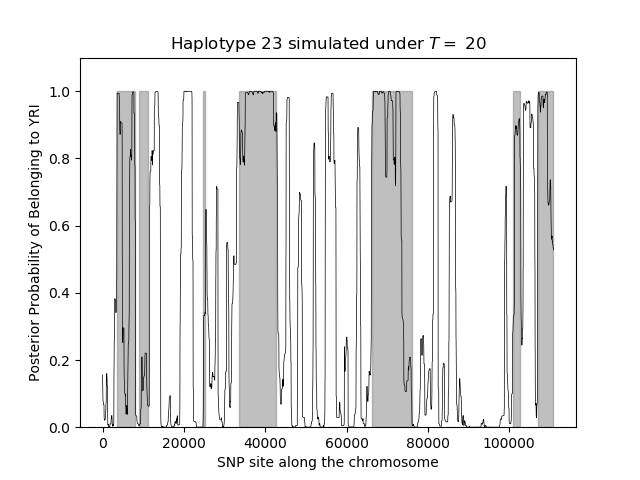 Haplotype 23 simulated under T = 20
Posterior Probability of Belonging to YRI
1.0
0.8
0.6
0.4
0.2
0.0
0 20000 40000 60000 80000 100000
SNP site along the chromosome